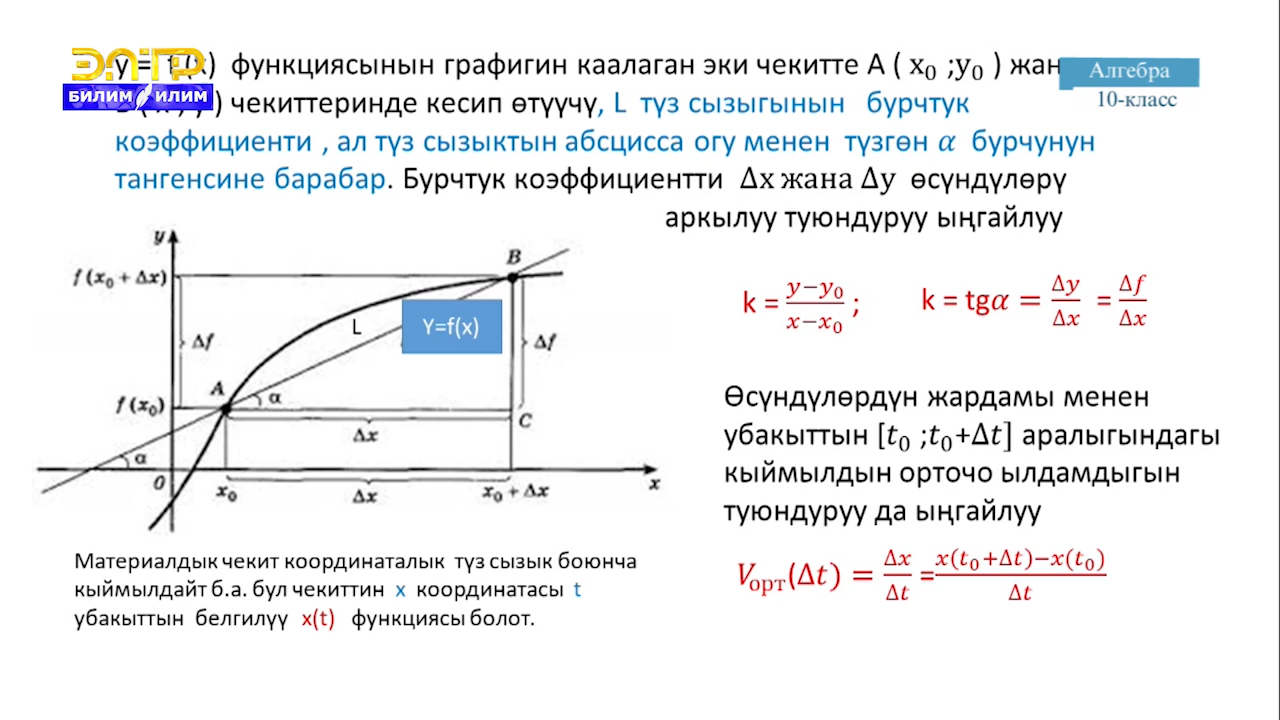 ЭЛТР
БИЛИМ ИЛИМ
Алгебра
10-класс
y = f (x) функциясынын графигин каалаган эки чекитте A ( x₀ ;y₀ ) жана
) чекиттеринде кесип өтүүчү, L түз сызыгынын бурчтук
коэффициенти , ал түз сызыктын абсцисса огу менен түзгөн α бурчунун
тангенсине барабар. Бурчтук коэффициентти Δx жана Δy өсүндүлөрү
аркылуу туюндуруу ыңгайлуу
y
B
f (x₀ + Δx)
L
Y=f(x)
Δf
Δf
A
α
f (x₀)
C
Δx
α
0
x₀
Δx
x₀ + Δx
x
k = y−y₀/x−x₀ ; k = tgα = Δy/Δx = Δf/Δx
Өсүндүлөрдүн жардамы менен
убакыттын [t₀ ;t₀+Δt] аралыгындагы
кыймылдын орточо ылдамдыгын
туюндуруу да ыңгайлуу
Vорт(Δt) = Δx/Δt = x(t₀+Δt)−x(t₀)/Δt
Материалдык чекит координаталык түз сызык боюнча
кыймылдайт б.а. бул чекиттин x координатасы t
убакыттын белгилүү x(t) функциясы болот.